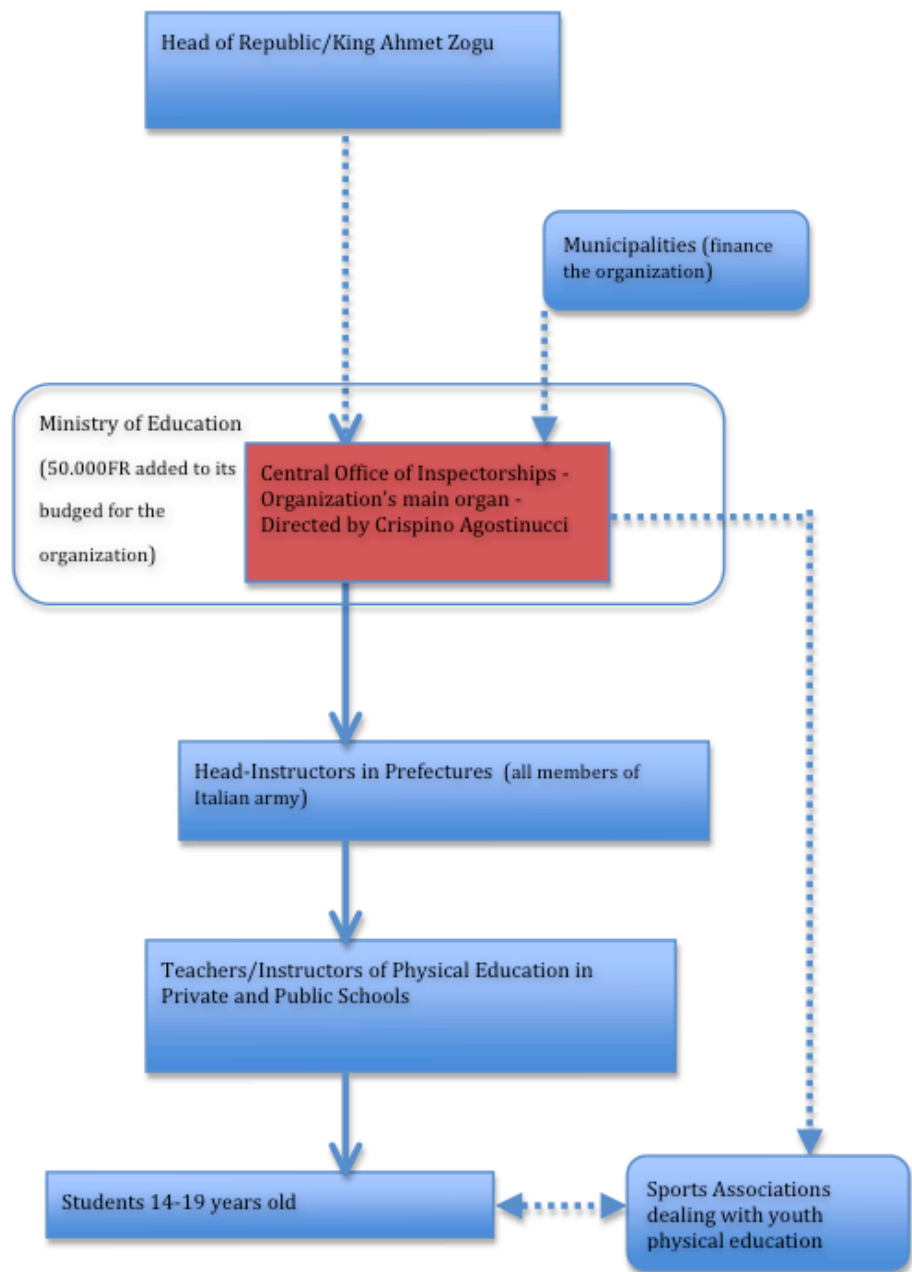 Head of Republic/King Ahmet Zogu
Municipalities (finance
the organization)
Ministry of Education
(50.000FR added to its
budged for the
organization)
Central Office of Inspectorships -
Organization's main organ -
Directed by Crispino Agostinucci
Head-Instructors in Prefectures (all members of
Italian army)
Teachers/Instructors of Physical Education in
Private and Public Schools
Students 14-19 years old
Sports Associations
dealing with youth
physical education